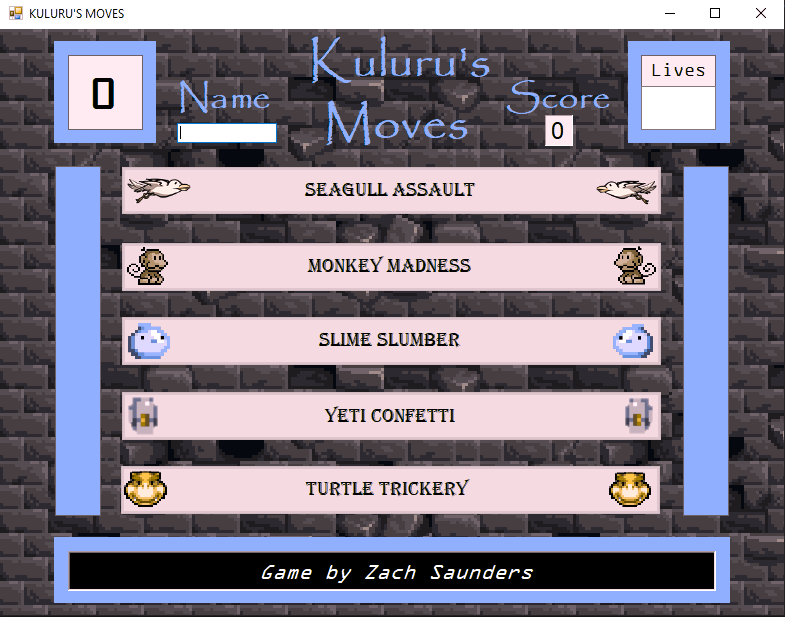 KULURU'S MOVES
0
Name
Kuluru's
Moves
Score
0
Lives
SEAGULL ASSAULT
MONKEY MADNESS
SLIME SLUMBER
YETI CONFETTI
TURTLE TRICKERY
Game by Zach Saunders